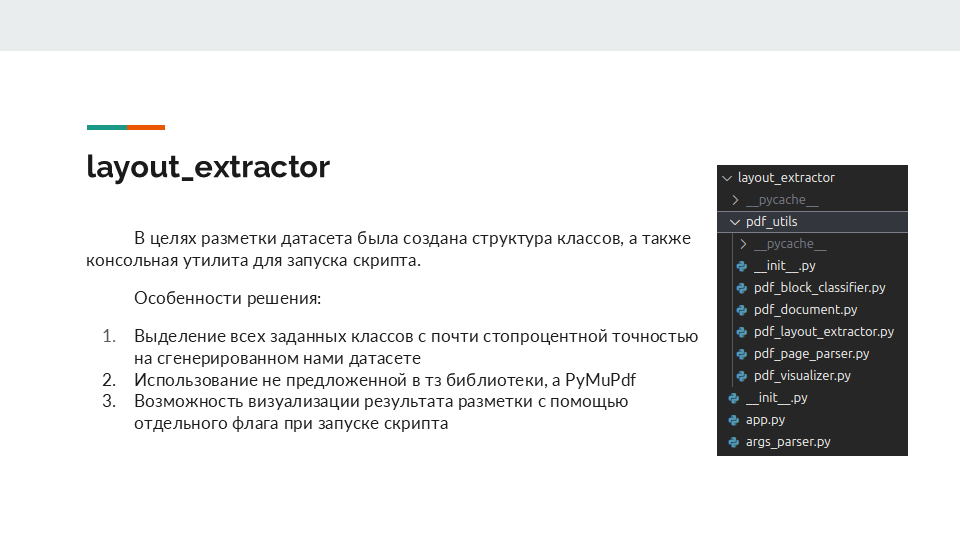 layout_extractor
В целях разметки датасета была создана структура классов, а также
консольная утилита для запуска скрипта.
Особенности решения:
1. Выделение всех заданных классов с почти стопроцентной точностью
на сгенерированном нами датасете
2. Использование не предложенной в тз библиотеки, а PyMuPdf
3. Возможность визуализации результата разметки с помощью
отдельного флага при запуске скрипта
layout_extractor
__pycache__
pdf_utils
__pycache__
__init__.py
pdf_block_classifier.py
pdf_document.py
pdf_layout_extractor.py
pdf_page_parser.py
pdf_visualizer.py
__init__.py
app.py
args_parser.py